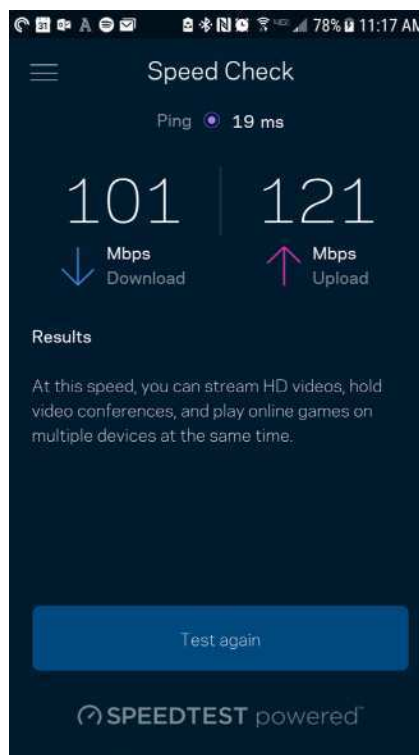 78% 11:17 AM
Speed Check
Ping 19 ms
101 121
Mbps Mbps
Download Upload
Results
At this speed, you can stream HD videos, hold
video conferences, and play online games on
multiple devices at the same time.
Test again
SPEEDTEST powered™